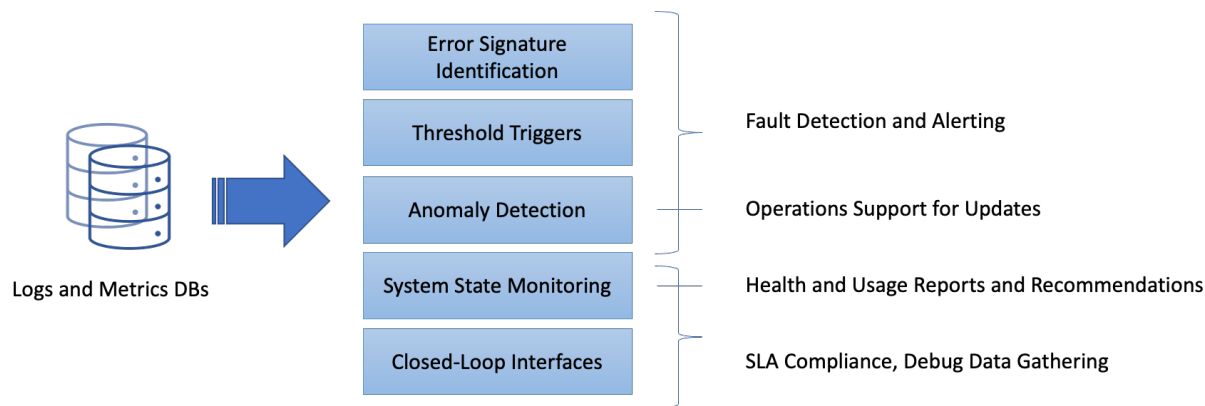 Error Signature
Identification
Threshold Triggers
Fault Detection and Alerting
Anomaly Detection
Operations Support for Updates
Logs and Metrics DBs
System State Monitoring
Health and Usage Reports and Recommendations
Closed-Loop Interfaces
SLA Compliance, Debug Data Gathering